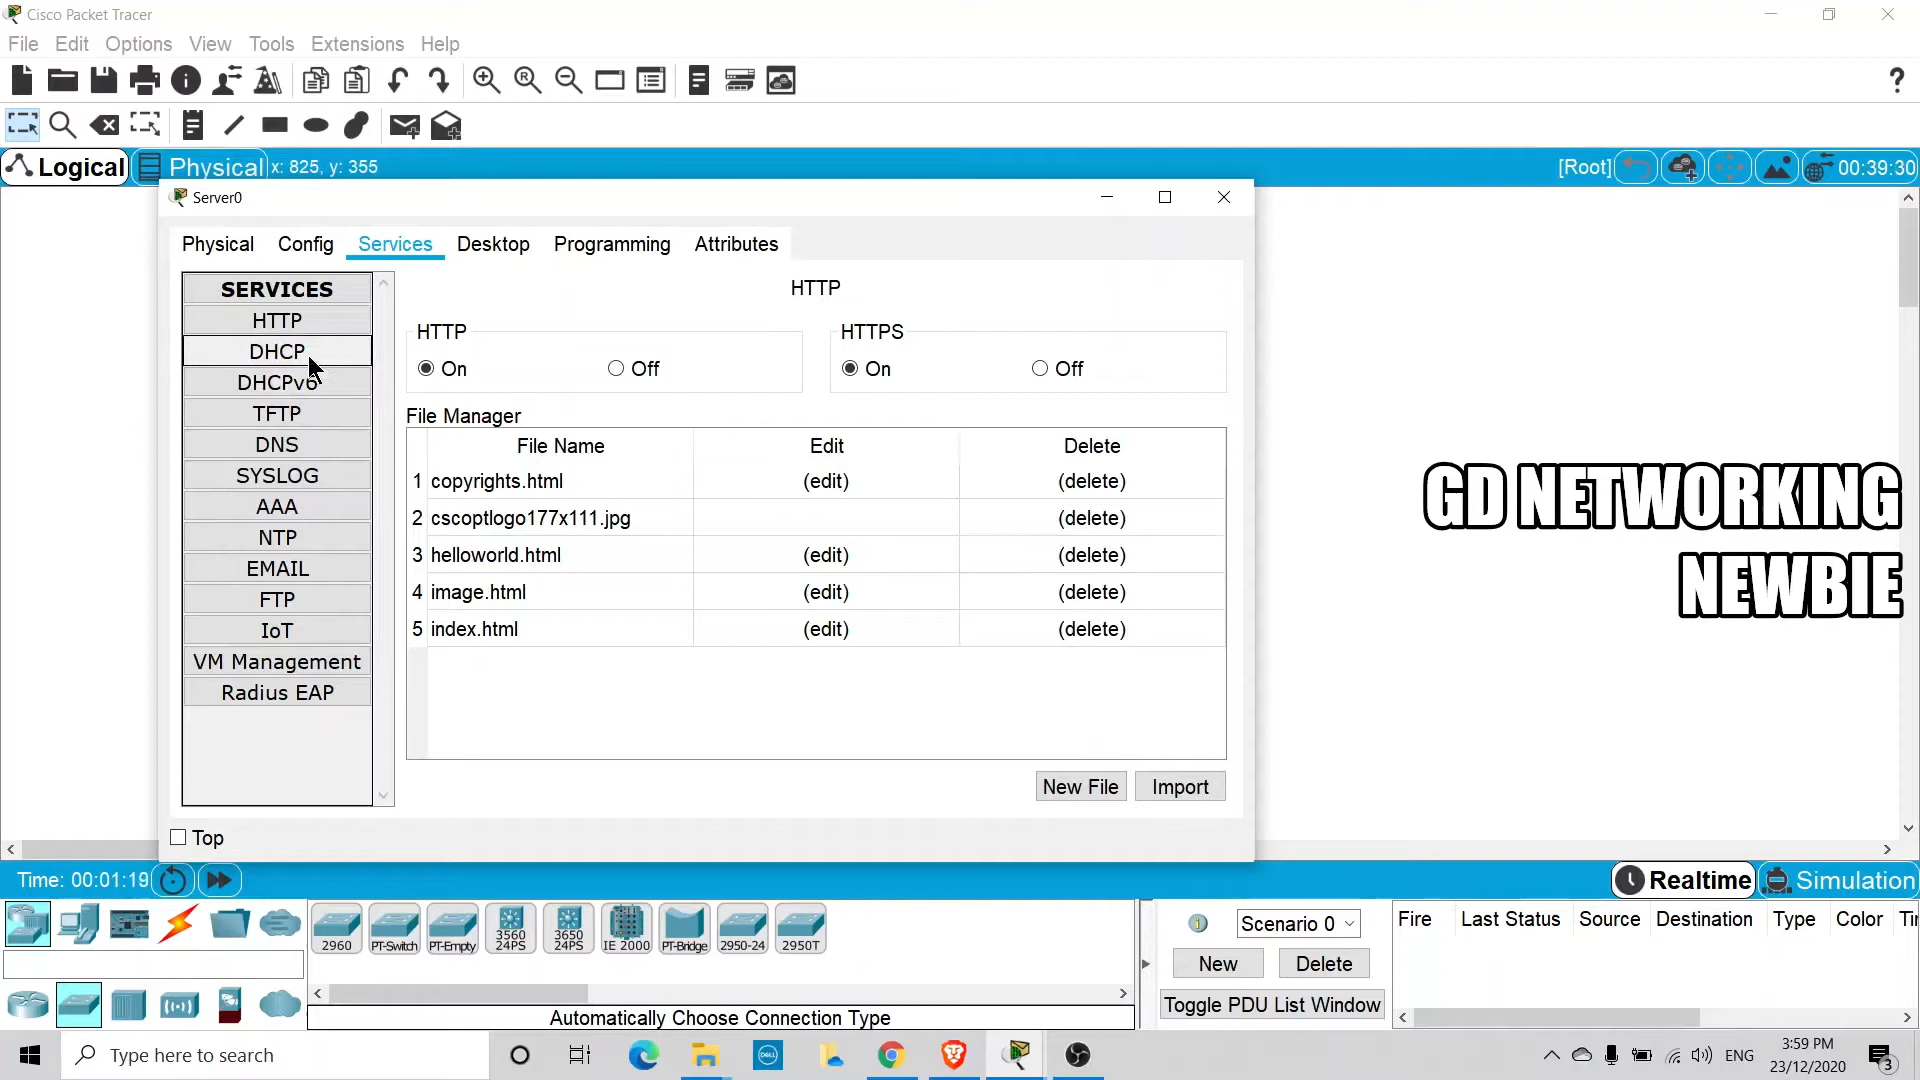 Cisco Packet Tracer
File Edit Options View Tools Extensions Help
Logical Physical x: 825, y: 355 [Root] 00:39:30
Server0
Physical Config Services Desktop Programming Attributes
SERVICES
HTTP
DHCP
DHCPv6
TFTP
DNS
SYSLOG
AAA
NTP
EMAIL
FTP
IoT
VM Management
Radius EAP
HTTP
HTTP
On Off
HTTPS
On Off
File Manager
File Name Edit Delete
1 copyrights.html (edit) (delete)
2 cscoptlogo177x111.jpg (delete)
3 helloworld.html (edit) (delete)
4 image.html (edit) (delete)
5 index.html (edit) (delete)
New File Import
Top
GD NETWORKING
NEWBIE
Time: 00:01:19 Realtime Simulation
2960 PT-Switch PT-Empty 3560 24PS 3650 24PS IE 2000 PT-Bridge 2950-24 2950T
Automatically Choose Connection Type
Scenario 0
New Delete
Toggle PDU List Window
Fire Last Status Source Destination Type Color Ti
Type here to search
DELL
ENG
3:59 PM
23/12/2020
3